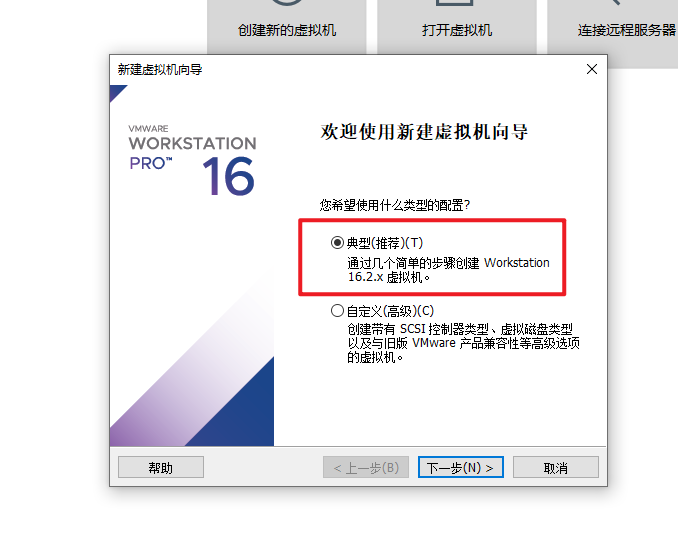 创建新的虚拟机
打开虚拟机
连接远程服务器
新建虚拟机向导
VMWARE
WORKSTATION
PRO™
16
欢迎使用新建虚拟机向导
您希望使用什么类型的配置?
典型(推荐)(T)
通过几个简单的步骤创建 Workstation
16.2.x 虚拟机。
自定义(高级)(C)
创建带有 SCSI 控制器类型、虚拟磁盘类型
以及与旧版 VMware 产品兼容性等高级选项
的虚拟机。
帮助
< 上一步(B)
下一步(N) >
取消